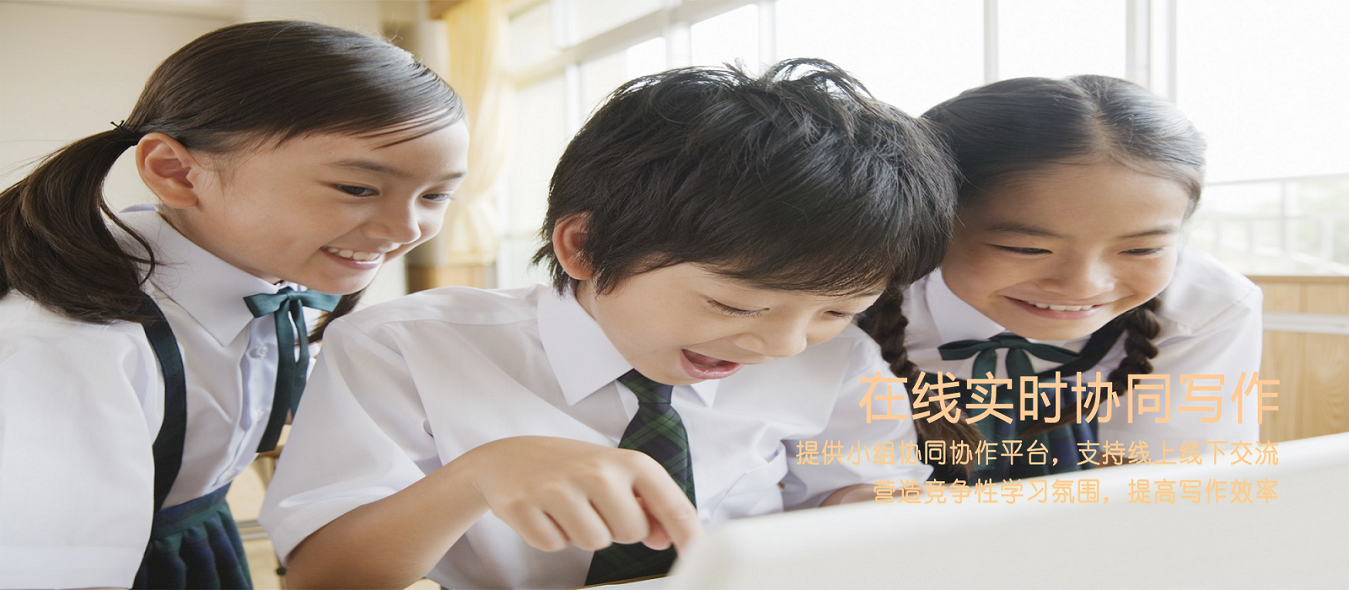 在线实时协同写作
提供小组协同协作平台，支持线上线下交流
营造竞争性学习氛围，提高写作效率